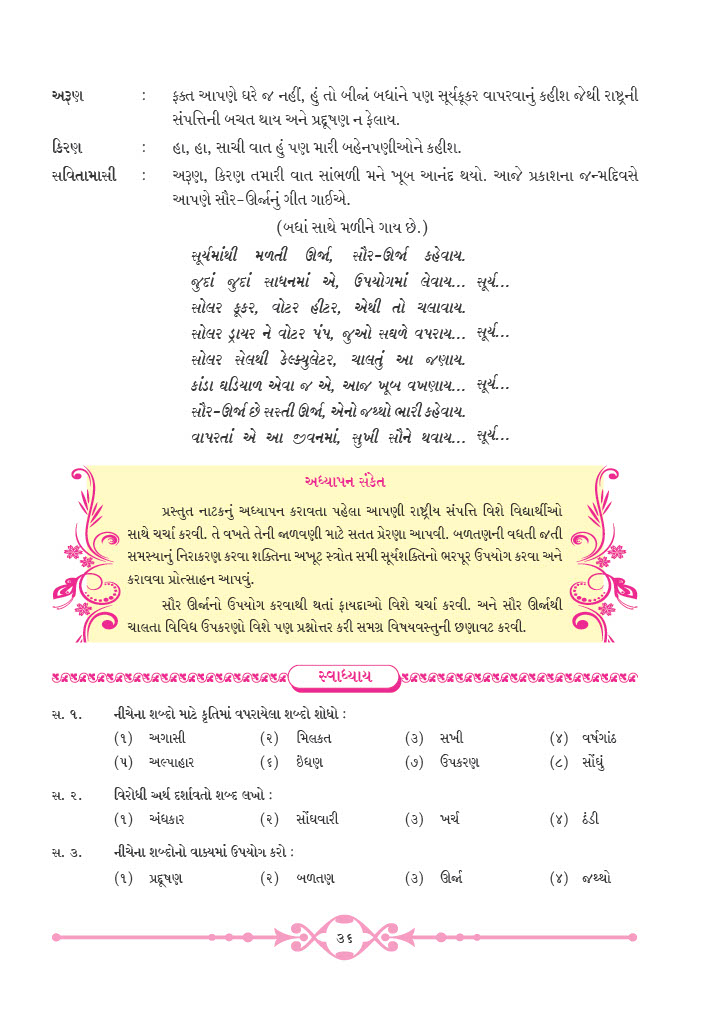 અરૂણ : ફક્ત આપણે ઘરે જ નહીં, હું તો બીજાં બધાંને પણ સૂર્યકૂકર વાપરવાનું કહીશ જેથી રાષ્ટ્રની
સંપત્તિની બચત થાય અને પ્રદૂષણ ન ફેલાય.
કિરણ : હા, હા, સાચી વાત હું પણ મારી બહેનપણીઓને કહીશ.
સવિતામાસી : અરૂણ, કિરણ તમારી વાત સાંભળી મને ખૂબ આનંદ થયો. આજે પ્રકાશના જન્મદિવસે
આપણે સૌર-ઊર્જાનું ગીત ગાઈએ.
(બધાં સાથે મળીને ગાય છે.)
સૂર્યમાંથી મળતી ઊર્જા, સૌર-ઊર્જા કહેવાય.
જુદાં જુદાં સાધનમાં એ, ઉપયોગમાં લેવાય... સૂર્ય...
સોલર કૂકર, વોટર હીટર, એથી તો ચલાવાય.
સોલર ડ્રાયર ને વોટર પંપ, જુઓ સઘળે વપરાય... સૂર્ય...
સોલર સેલથી કેલ્ક્યુલેટર, ચાલતું આ જણાય.
કાંડા ઘડિયાળ એવા જ એ, આજ ખૂબ વખણાય... સૂર્ય...
સૌર-ઊર્જા છે સસ્તી ઊર્જા, એનો જથ્થો ભારી કહેવાય.
વાપરતાં એ આ જીવનમાં, સુખી સૌને થવાય... સૂર્ય...
અધ્યાપન સંકેત
પ્રસ્તુત નાટકનું અધ્યાપન કરાવતા પહેલા આપણી રાષ્ટ્રીય સંપત્તિ વિશે વિદ્યાર્થીઓ
સાથે ચર્ચા કરવી. તે વખતે તેની જાળવણી માટે સતત પ્રેરણા આપવી. બળતણની વધતી જતી
સમસ્યાનું નિરાકરણ કરવા શક્તિના અખૂટ સ્ત્રોત સમી સૂર્યશક્તિનો ભરપૂર ઉપયોગ કરવા અને
કરાવવા પ્રોત્સાહન આપવું.
સૌર ઊર્જાનો ઉપયોગ કરવાથી થતાં ફાયદાઓ વિશે ચર્ચા કરવી. અને સૌર ઊર્જાથી
ચાલતા વિવિધ ઉપકરણો વિશે પણ પ્રશ્નોત્તર કરી સમગ્ર વિષયવસ્તુની છણાવટ કરવી.
સ્વાધ્યાય
સ. ૧. નીચેના શબ્દો માટે કૃતિમાં વપરાયેલા શબ્દો શોધો :
(૧) અગાસી (૨) મિલકત (૩) સખી (૪) વર્ષગાંઠ
(૫) અલ્પાહાર (૬) ઇંધણ (૭) ઉપકરણ (૮) સોંઘું
સ. ૨. વિરોધી અર્થ દર્શાવતો શબ્દ લખો :
(૧) અંધકાર (૨) સોંઘવારી (૩) ખર્ચ (૪) ઠંડી
સ. ૩. નીચેના શબ્દોનો વાક્યમાં ઉપયોગ કરો :
(૧) પ્રદૂષણ (૨) બળતણ (૩) ઊર્જા (૪) જથ્થો
૩૬